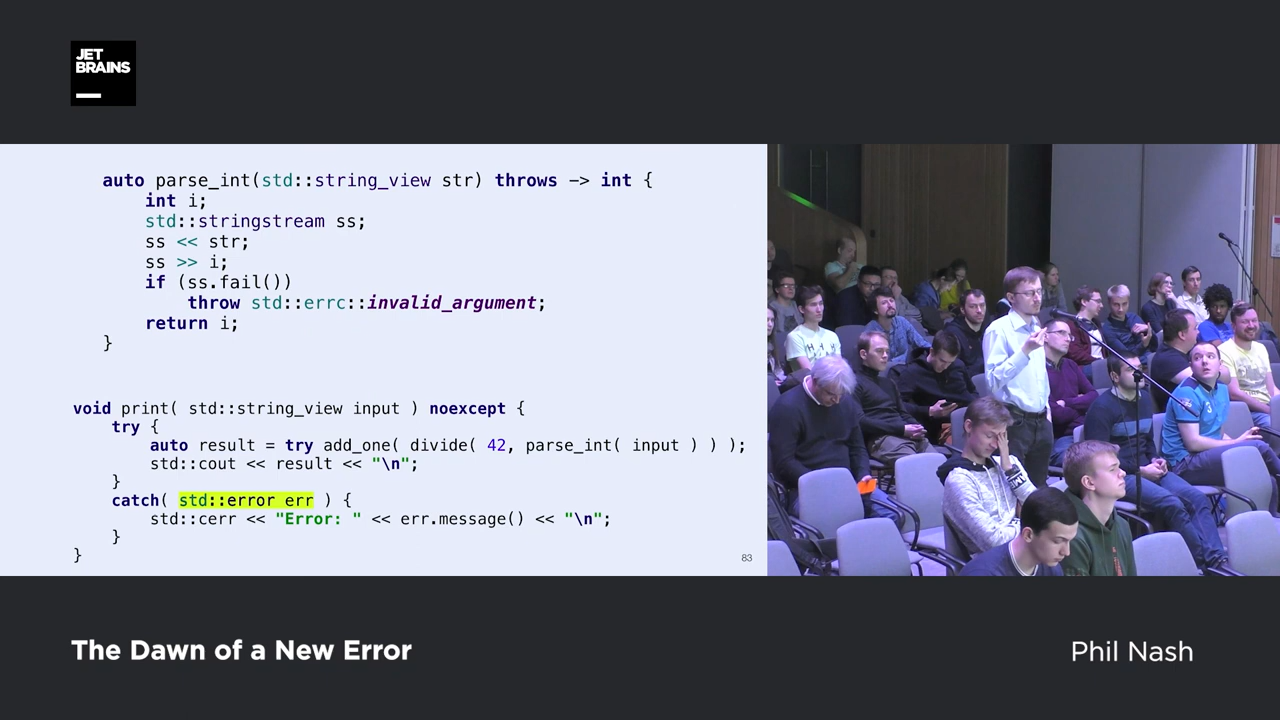 JET
BRAINS
auto parse_int(std::string_view str) throws -> int {
int i;
std::stringstream ss;
ss << str;
ss >> i;
if (ss.fail())
throw std::errc::invalid_argument;
return i;
}
void print( std::string_view input ) noexcept {
try {
auto result = try add_one( divide( 42, parse_int( input ) ) );
std::cout << result << "\n";
}
catch( std::error err ) {
std::cerr << "Error: " << err.message() << "\n";
}
}
83
The Dawn of a New Error
Phil Nash